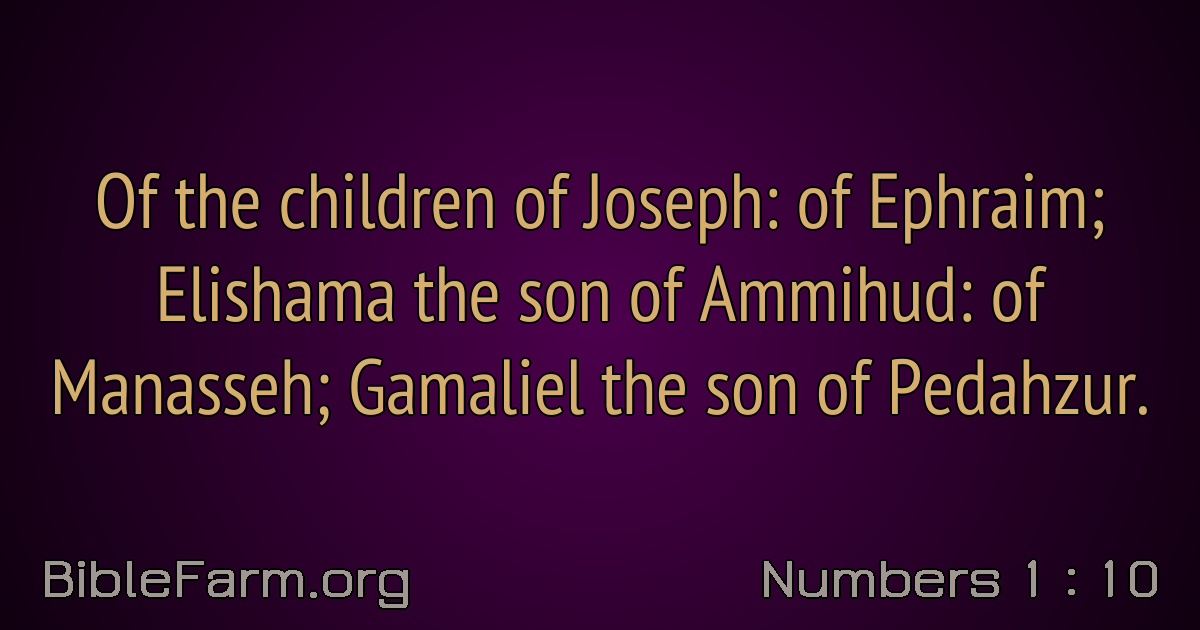 Of the children of Joseph: of Ephraim;
Elishama the son of Ammihud: of
Manasseh; Gamaliel the son of Pedahzur.
BibleFarm.org
Numbers 1 : 10